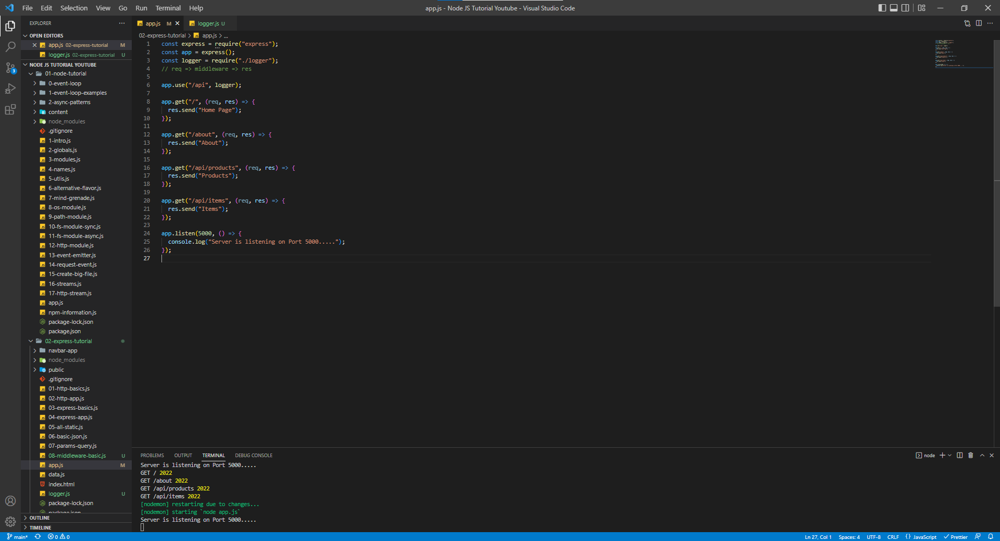 File Edit Selection View Go Run Terminal Help
app.js - Node JS Tutorial Youtube - Visual Studio Code
EXPLORER
OPEN EDITORS
app.js 02-express-tutorial M
logger.js 02-express-tutorial U
NODE JS TUTORIAL YOUTUBE
01-node-tutorial
0-event-loop
1-event-loop-examples
2-async-patterns
content
node_modules
.gitignore
1-intro.js
2-globals.js
3-modules.js
4-names.js
5-utlis.js
6-alternative-flavor.js
7-mind-grenade.js
8-os-module.js
9-path-module.js
10-fs-module-sync.js
11-fs-module-async.js
12-http-module.js
13-event-emitter.js
14-request-event.js
15-create-big-file.js
16-streams.js
17-http-stream.js
app.js
npm-information.js
package-lock.json
package.json
02-express-tutorial
navbar-app
node_modules
public
.gitignore
01-http-basics.js
02-http-app.js
03-express-basics.js
04-express-app.js
05-all-static.js
06-basic-json.js
07-params-query.js
08-middleware-basic.js U
app.js M
data.js
index.html
logger.js U
package-lock.json
package.json
OUTLINE
TIMELINE
app.js M
logger.js U
02-express-tutorial > app.js > ...
1 const express = require("express");
2 const app = express();
3 const logger = require("./logger");
4 // req => middleware => res
5
6 app.use("/api", logger);
7
8 app.get("/", (req, res) => {
9 res.send("Home Page");
10 });
11
12 app.get("/about", (req, res) => {
13 res.send("About");
14 });
15
16 app.get("/api/products", (req, res) => {
17 res.send("Products");
18 });
19
20 app.get("/api/items", (req, res) => {
21 res.send("Items");
22 });
23
24 app.listen(5000, () => {
25 console.log("Server is listening on Port 5000.....");
26 });
27
PROBLEMS OUTPUT TERMINAL DEBUG CONSOLE
node
Server is listening on Port 5000.....
GET / 2022
GET /about 2022
GET /api/products 2022
GET /api/items 2022
[nodemon] restarting due to changes...
[nodemon] starting `node app.js`
Server is listening on Port 5000.....
3
main* 0 0
Ln 27, Col 1 Spaces: 4 UTF-8 CRLF {} JavaScript Prettier